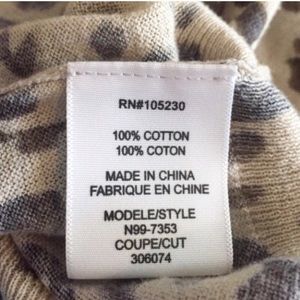 RN#105230
100% COTTON
100% COTON
MADE IN CHINA
FABRIQUE EN CHINE
MODELE/STYLE
N99-7353
COUPE/CUT
306074